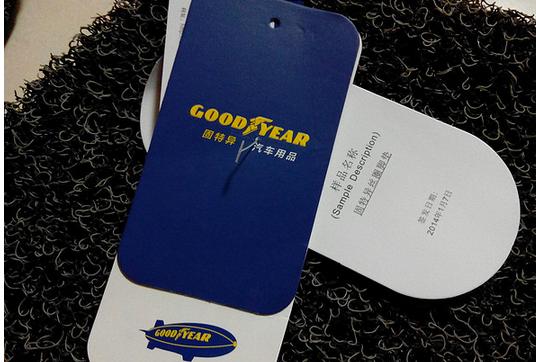 GOODYEAR
固特异 汽车用品
样品名称
(Sample Description)
固特异丝圈脚垫
签发日期:
2014年1月7日
GOODYEAR